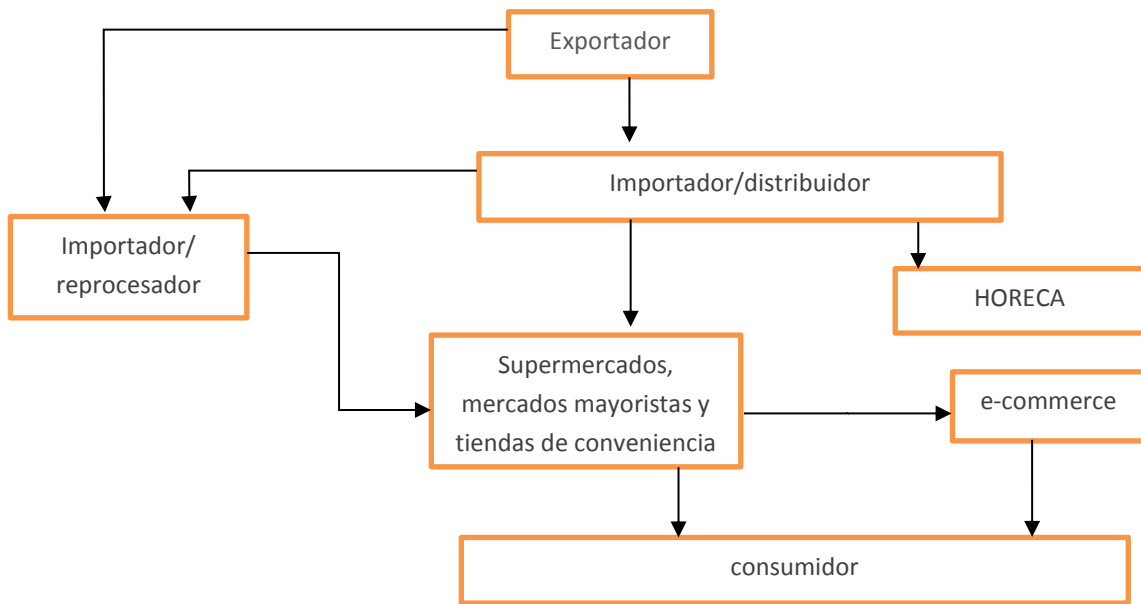 Exportador
Importador/distribuidor
Importador/
reprocesador
HORECA
Supermercados,
mercados mayoristas y
tiendas de conveniencia
e-commerce
consumidor